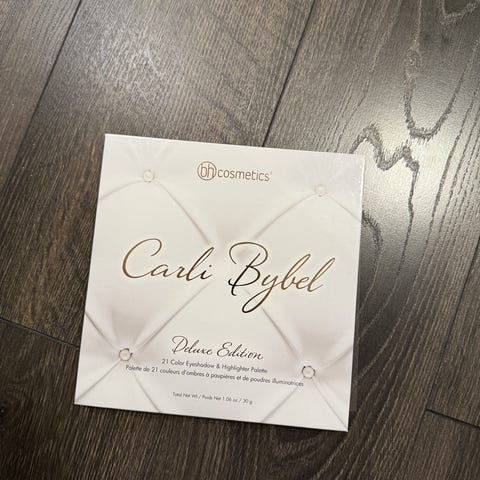 bh cosmetics®
Carli Bybel
Deluxe Edition
21 Color Eyeshadow & Highlighter Palette
Palette de 21 couleurs d'ombres à paupières et de poudres illuminatrices
Total Net Wt / Poids Net 1.06 oz / 30 g